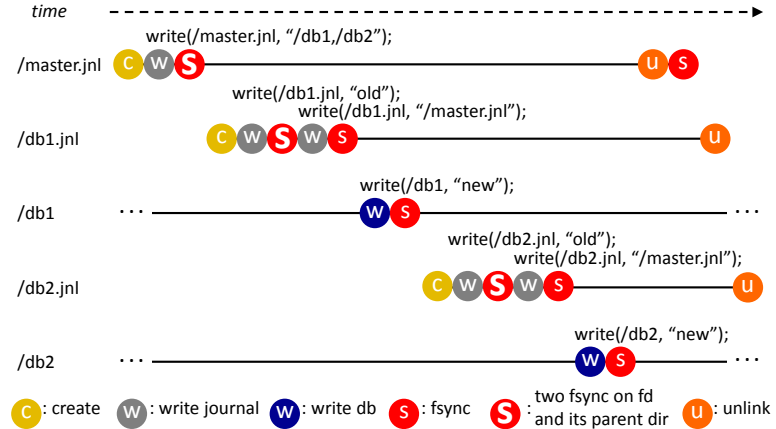 time
write(/master.jnl, “/db1,/db2”);
/master.jnl C W S U S
write(/db1.jnl, “old”);
write(/db1.jnl, “/master.jnl”);
/db1.jnl C W S W S U
write(/db1, “new”);
/db1 ··· W S ···
write(/db2.jnl, “old”);
write(/db2.jnl, “/master.jnl”);
/db2.jnl C W S W S U
write(/db2, “new”);
/db2 ··· W S ···
C : create W : write journal W : write db S : fsync S : two fsync on fd and its parent dir U : unlink